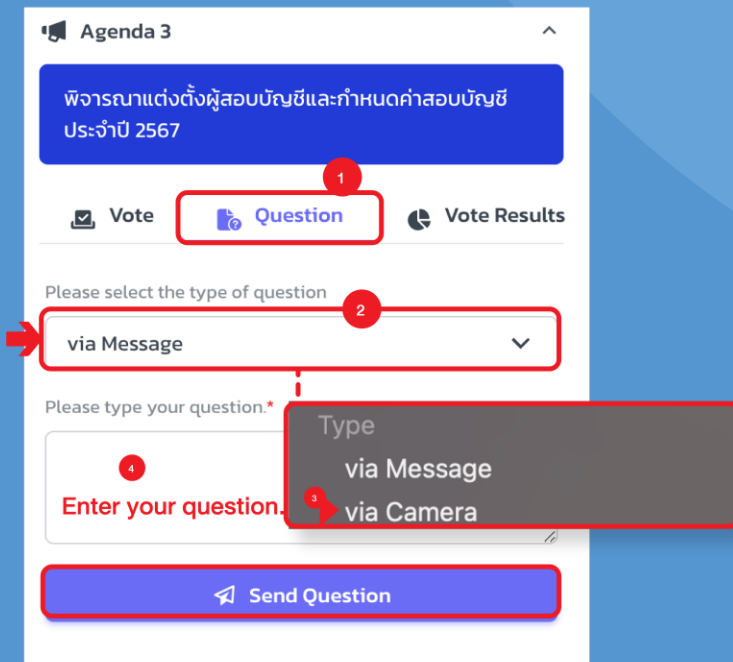 Agenda 3
พิจารณาแต่งตั้งผู้สอบบัญชีและกำหนดค่าสอบบัญชี
ประจำปี 2567
1
Vote
Question
Vote Results
Please select the type of question
2
via Message
Please type your question.*
Type
via Message
4
Enter your question.
3
via Camera
Send Question